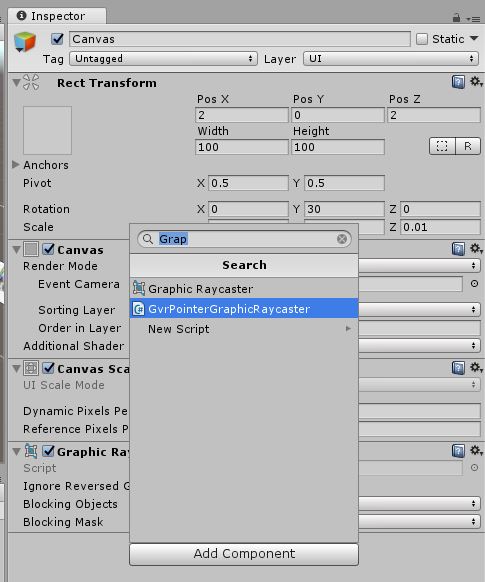 Inspector
Canvas
Static
Tag Untagged Layer UI
Rect Transform
Pos X Pos Y Pos Z
2 0 2
Width Height
100 100
R
Anchors
Pivot X 0.5 Y 0.5
Rotation X 0 Y 30 Z 0
Scale Z 0.01
Grap
Search
Graphic Raycaster
GvrPointerGraphicRaycaster
New Script
Add Component
Canvas
Render Mode
Event Camera
Sorting Layer
Order in Layer
Additional Shader
Canvas Sca
UI Scale Mode
Dynamic Pixels Pe
Reference Pixels P
Graphic Ray
Script
Ignore Reversed G
Blocking Objects
Blocking Mask